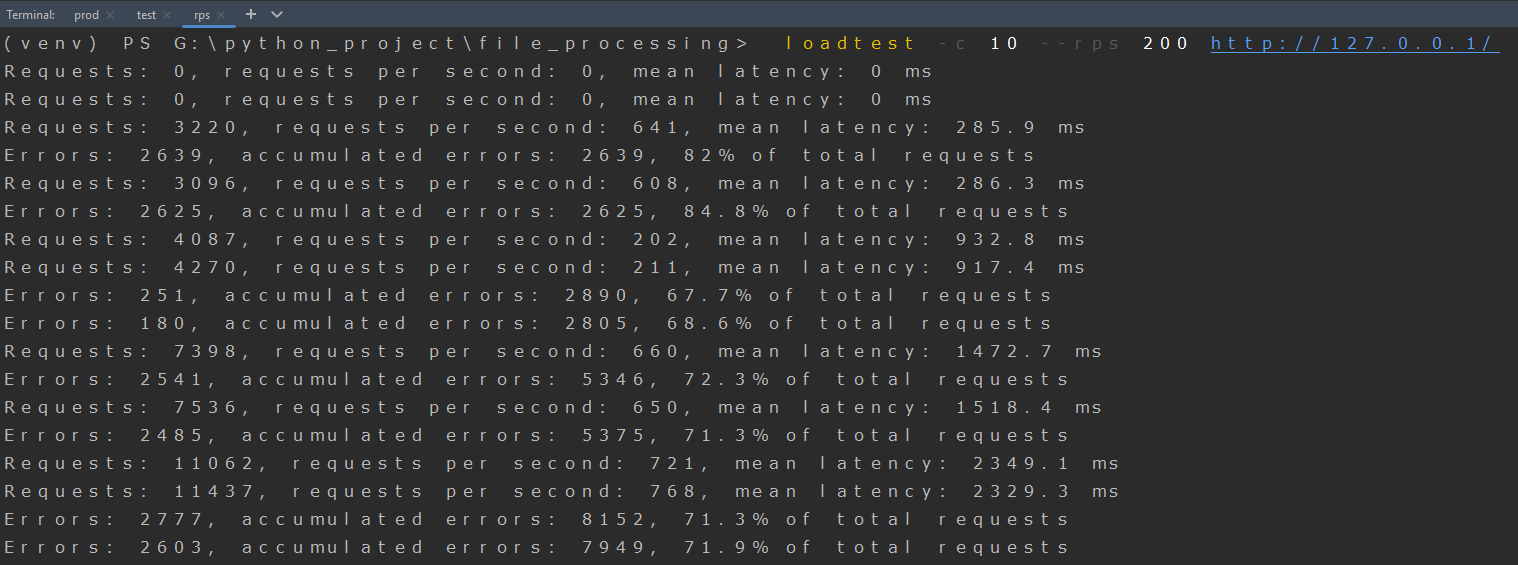 Terminal: prod × test × rps × +
(venv) PS G:\python_project\file_processing> loadtest -c 10 --rps 200 http://127.0.0.1/
Requests: 0, requests per second: 0, mean latency: 0 ms
Requests: 0, requests per second: 0, mean latency: 0 ms
Requests: 3220, requests per second: 641, mean latency: 285.9 ms
Errors: 2639, accumulated errors: 2639, 82% of total requests
Requests: 3096, requests per second: 608, mean latency: 286.3 ms
Errors: 2625, accumulated errors: 2625, 84.8% of total requests
Requests: 4087, requests per second: 202, mean latency: 932.8 ms
Requests: 4270, requests per second: 211, mean latency: 917.4 ms
Errors: 251, accumulated errors: 2890, 67.7% of total requests
Errors: 180, accumulated errors: 2805, 68.6% of total requests
Requests: 7398, requests per second: 660, mean latency: 1472.7 ms
Errors: 2541, accumulated errors: 5346, 72.3% of total requests
Requests: 7536, requests per second: 650, mean latency: 1518.4 ms
Errors: 2485, accumulated errors: 5375, 71.3% of total requests
Requests: 11062, requests per second: 721, mean latency: 2349.1 ms
Requests: 11437, requests per second: 768, mean latency: 2329.3 ms
Errors: 2777, accumulated errors: 8152, 71.3% of total requests
Errors: 2603, accumulated errors: 7949, 71.9% of total requests